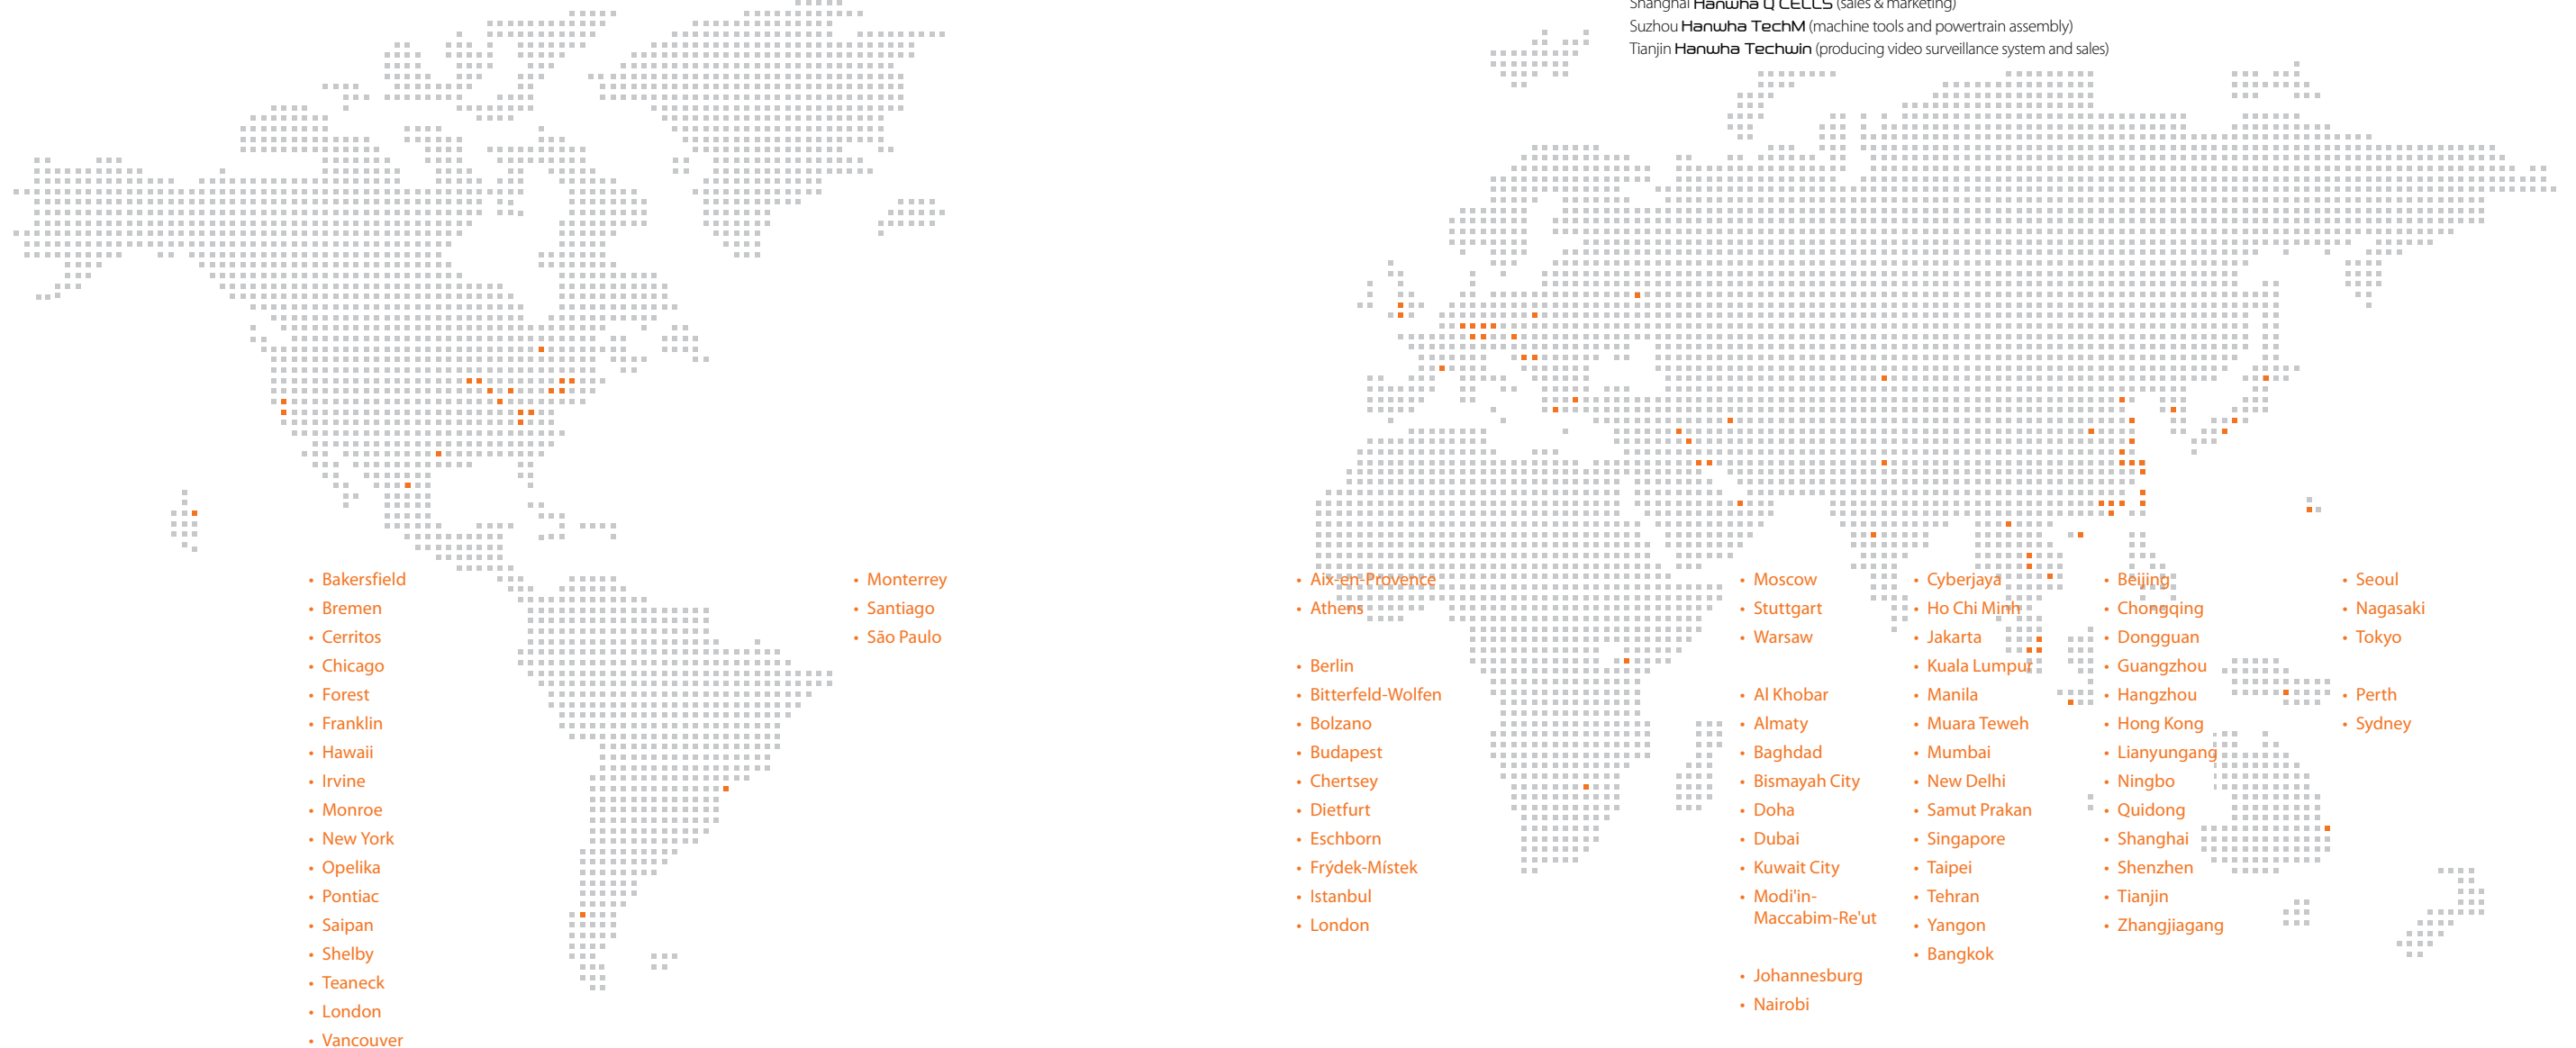 Shanghai Hanwha Q CELLS (sales & marketing)
Suzhou Hanwha TechM (machine tools and powertrain assembly)
Tianjin Hanwha Techwin (producing video surveillance system and sales)
• Bakersfield
• Bremen
• Cerritos
• Chicago
• Forest
• Franklin
• Hawaii
• Irvine
• Monroe
• New York
• Opelika
• Pontiac
• Saipan
• Shelby
• Teaneck
• London
• Vancouver
• Monterrey
• Santiago
• São Paulo
• Aix-en-Provence
• Athens
• Berlin
• Bitterfeld-Wolfen
• Bolzano
• Budapest
• Chertsey
• Dietfurt
• Eschborn
• Frýdek-Místek
• Istanbul
• London
• Moscow
• Stuttgart
• Warsaw
• Al Khobar
• Almaty
• Baghdad
• Bismayah City
• Doha
• Dubai
• Kuwait City
• Modi'in-
Maccabim-Re'ut
• Johannesburg
• Nairobi
• Cyberjaya
• Ho Chi Minh
• Jakarta
• Kuala Lumpur
• Manila
• Muara Teweh
• Mumbai
• New Delhi
• Samut Prakan
• Singapore
• Taipei
• Tehran
• Yangon
• Bangkok
• Beijing
• Chongqing
• Dongguan
• Guangzhou
• Hangzhou
• Hong Kong
• Lianyungang
• Ningbo
• Quidong
• Shanghai
• Shenzhen
• Tianjin
• Zhangjiagang
• Seoul
• Nagasaki
• Tokyo
• Perth
• Sydney